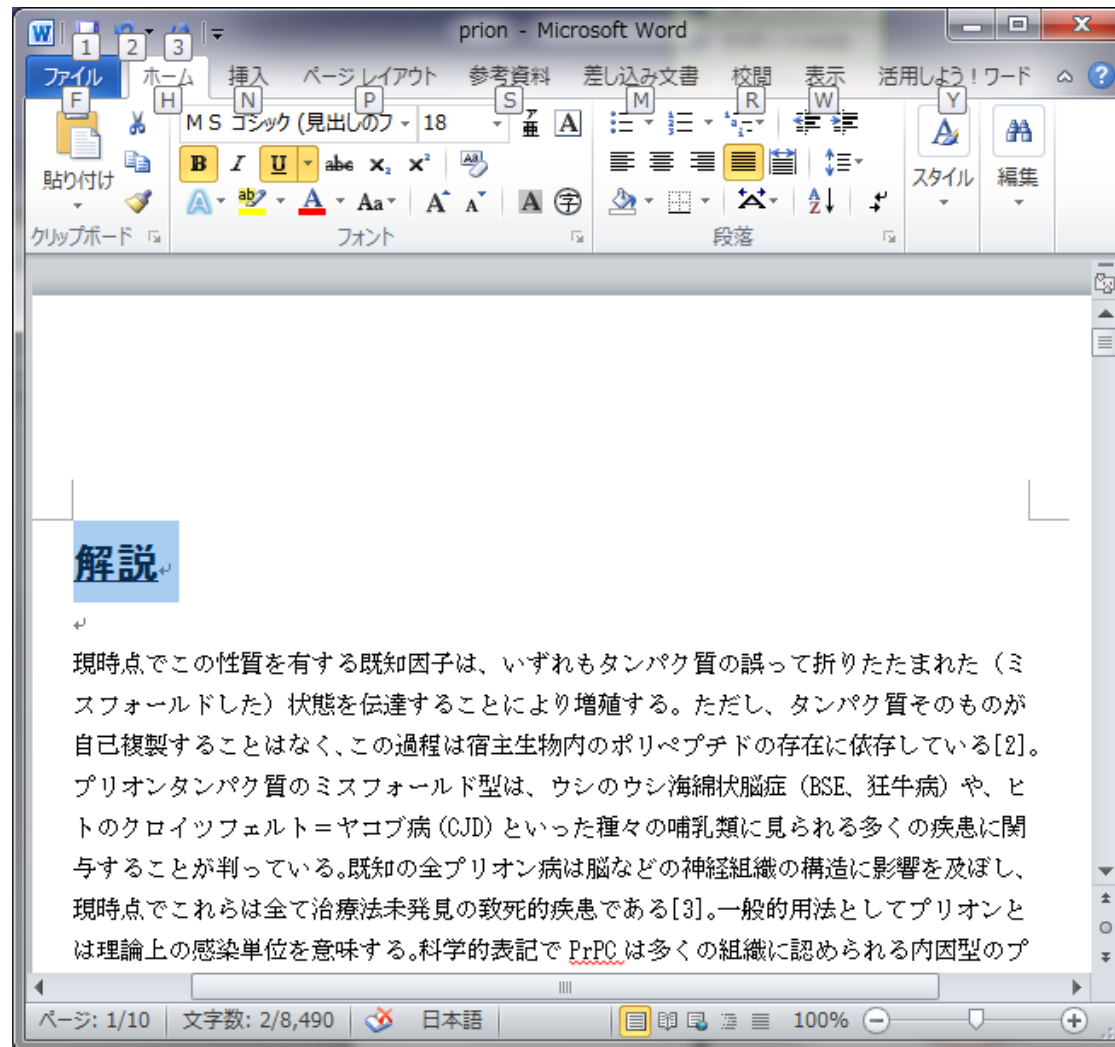 prion - Microsoft Word
1 2 3
ファイル ホーム 挿入 ページ レイアウト 参考資料 差し込み文書 校閲 表示 活用しよう！ワード
F H N P S M R W Y
ＭＳ ゴシック (見出しのフ 18
貼り付け
B I U abc x₂ x² Aa A A A 字
スタイル 編集
クリップボード フォント 段落
解説
現時点でこの性質を有する既知因子は、いずれもタンパク質の誤って折りたたまれた（ミ
スフォールドした）状態を伝達することにより増殖する。ただし、タンパク質そのものが
自己複製することはなく、この過程は宿主生物内のポリペプチドの存在に依存している[2]。
プリオンタンパク質のミスフォールド型は、ウシのウシ海綿状脳症（BSE、狂牛病）や、ヒ
トのクロイツフェルト＝ヤコブ病(CJD)といった種々の哺乳類に見られる多くの疾患に関
与することが判っている。既知の全プリオン病は脳などの神経組織の構造に影響を及ぼし、
現時点でこれらは全て治療法未発見の致死的疾患である[3]。一般的用法としてプリオンと
は理論上の感染単位を意味する。科学的表記で PrPC は多くの組織に認められる内因型のプ
ページ: 1/10 文字数: 2/8,490 日本語 100%